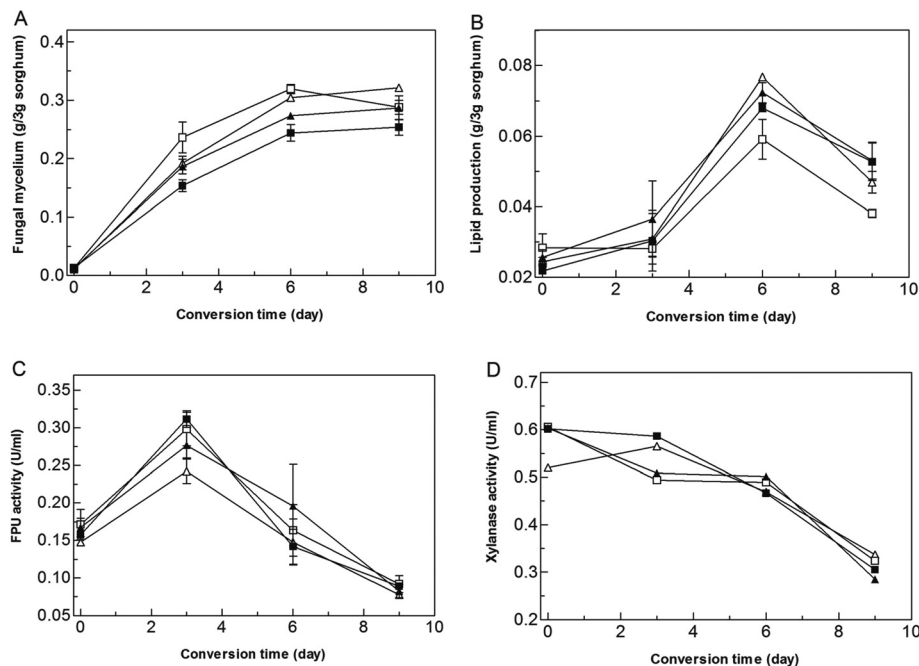 A
Fungal mycelium (g/3g sorghum)
0.4
0.3
0.2
0.1
0.0
0 2 4 6 8 10
Conversion time (day)
B
Lipid production (g/3g sorghum)
0.08
0.06
0.04
0.02
0 2 4 6 8 10
Conversion time (day)
C
FPU activity (U/ml)
0.35
0.30
0.25
0.20
0.15
0.10
0.05
0 2 4 6 8 10
Conversion time (day)
D
Xylanase activity (U/ml)
0.7
0.6
0.5
0.4
0.3
0.2
0 2 4 6 8 10
Conversion time (day)